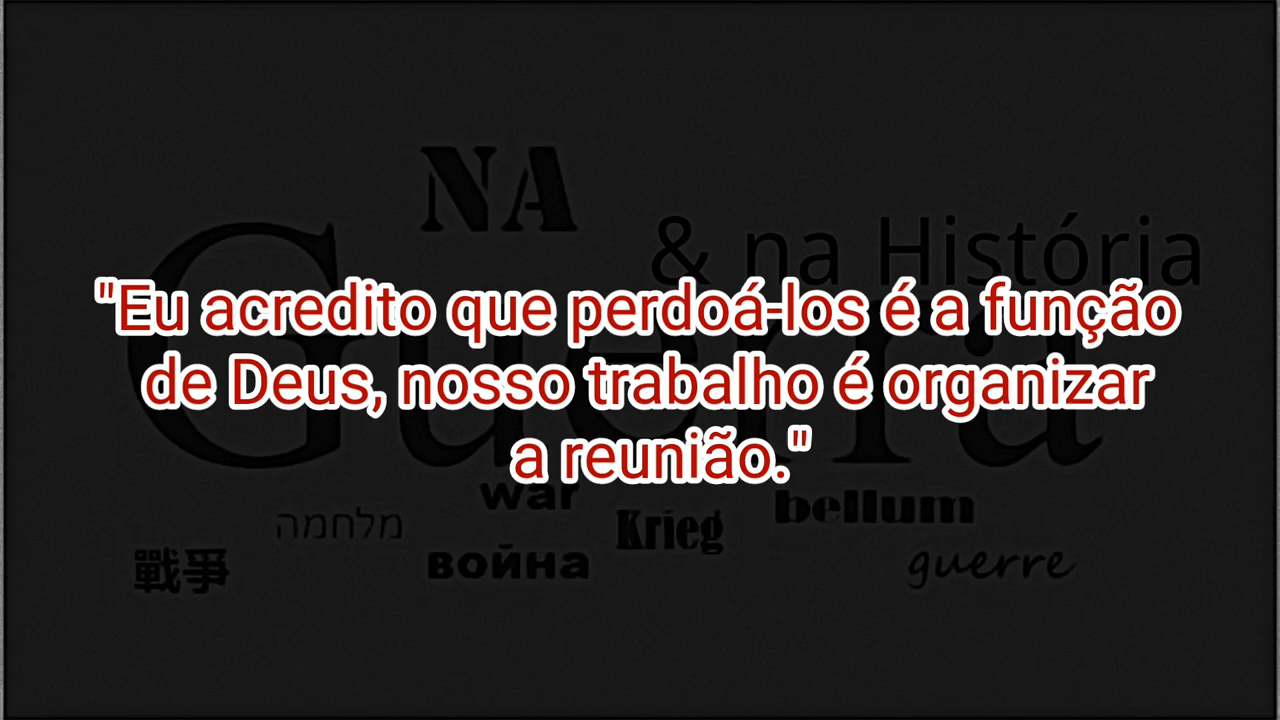 NA
& na História
Guerra
"Eu acredito que perdoá-los é a função
de Deus, nosso trabalho é organizar
a reunião."
war
bellum
מלחמה
Krieg
война
戰爭
guerre